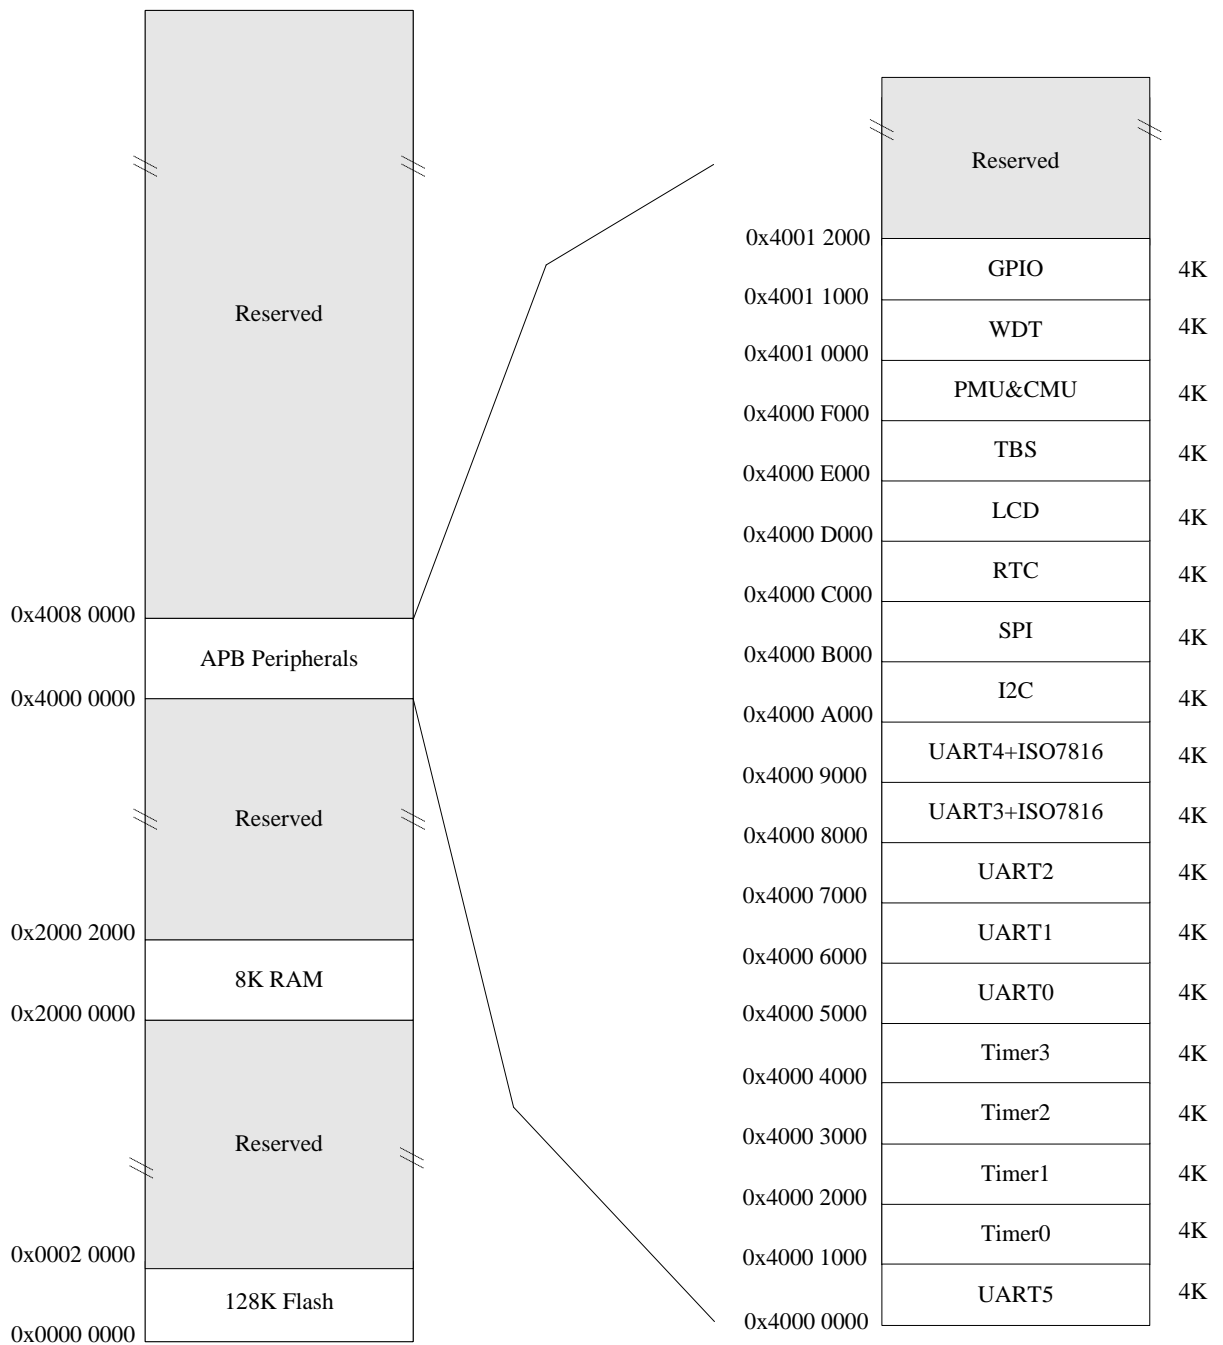 Reserved
0x4008 0000
APB Peripherals
0x4000 0000
Reserved
0x2000 2000
8K RAM
0x2000 0000
Reserved
0x0002 0000
128K Flash
0x0000 0000
Reserved
0x4001 2000
GPIO 4K
0x4001 1000
WDT 4K
0x4001 0000
PMU&CMU 4K
0x4000 F000
TBS 4K
0x4000 E000
LCD 4K
0x4000 D000
RTC 4K
0x4000 C000
SPI 4K
0x4000 B000
I2C 4K
0x4000 A000
UART4+ISO7816 4K
0x4000 9000
UART3+ISO7816 4K
0x4000 8000
UART2 4K
0x4000 7000
UART1 4K
0x4000 6000
UART0 4K
0x4000 5000
Timer3 4K
0x4000 4000
Timer2 4K
0x4000 3000
Timer1 4K
0x4000 2000
Timer0 4K
0x4000 1000
UART5 4K
0x4000 0000